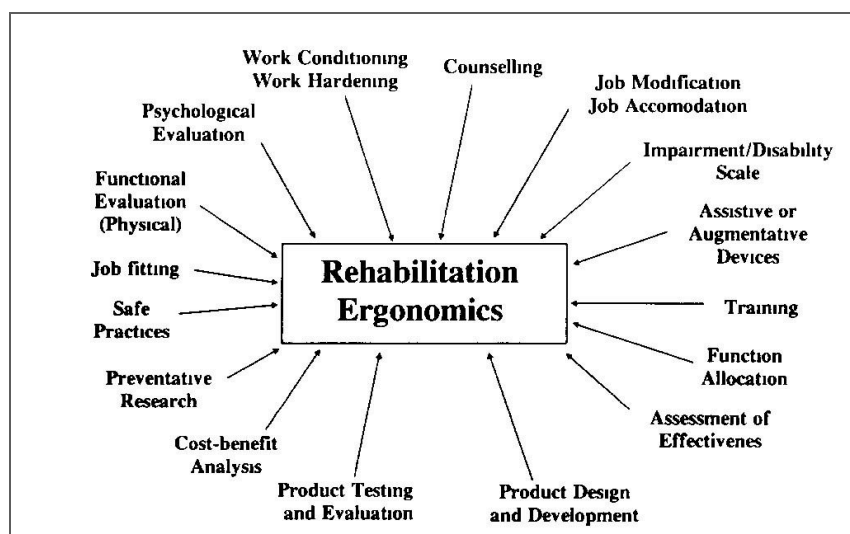 Work Conditioning
Work Hardening
Counselling
Job Modification
Job Accomodation
Psychological
Evaluation
Impairment/Disability
Scale
Functional
Evaluation
(Physical)
Assistive or
Augmentative
Devices
Rehabilitation
Ergonomics
Job fitting
Training
Safe
Practices
Function
Allocation
Preventative
Research
Assessment of
Effectivenes
Cost-benefit
Analysis
Product Testing
and Evaluation
Product Design
and Development